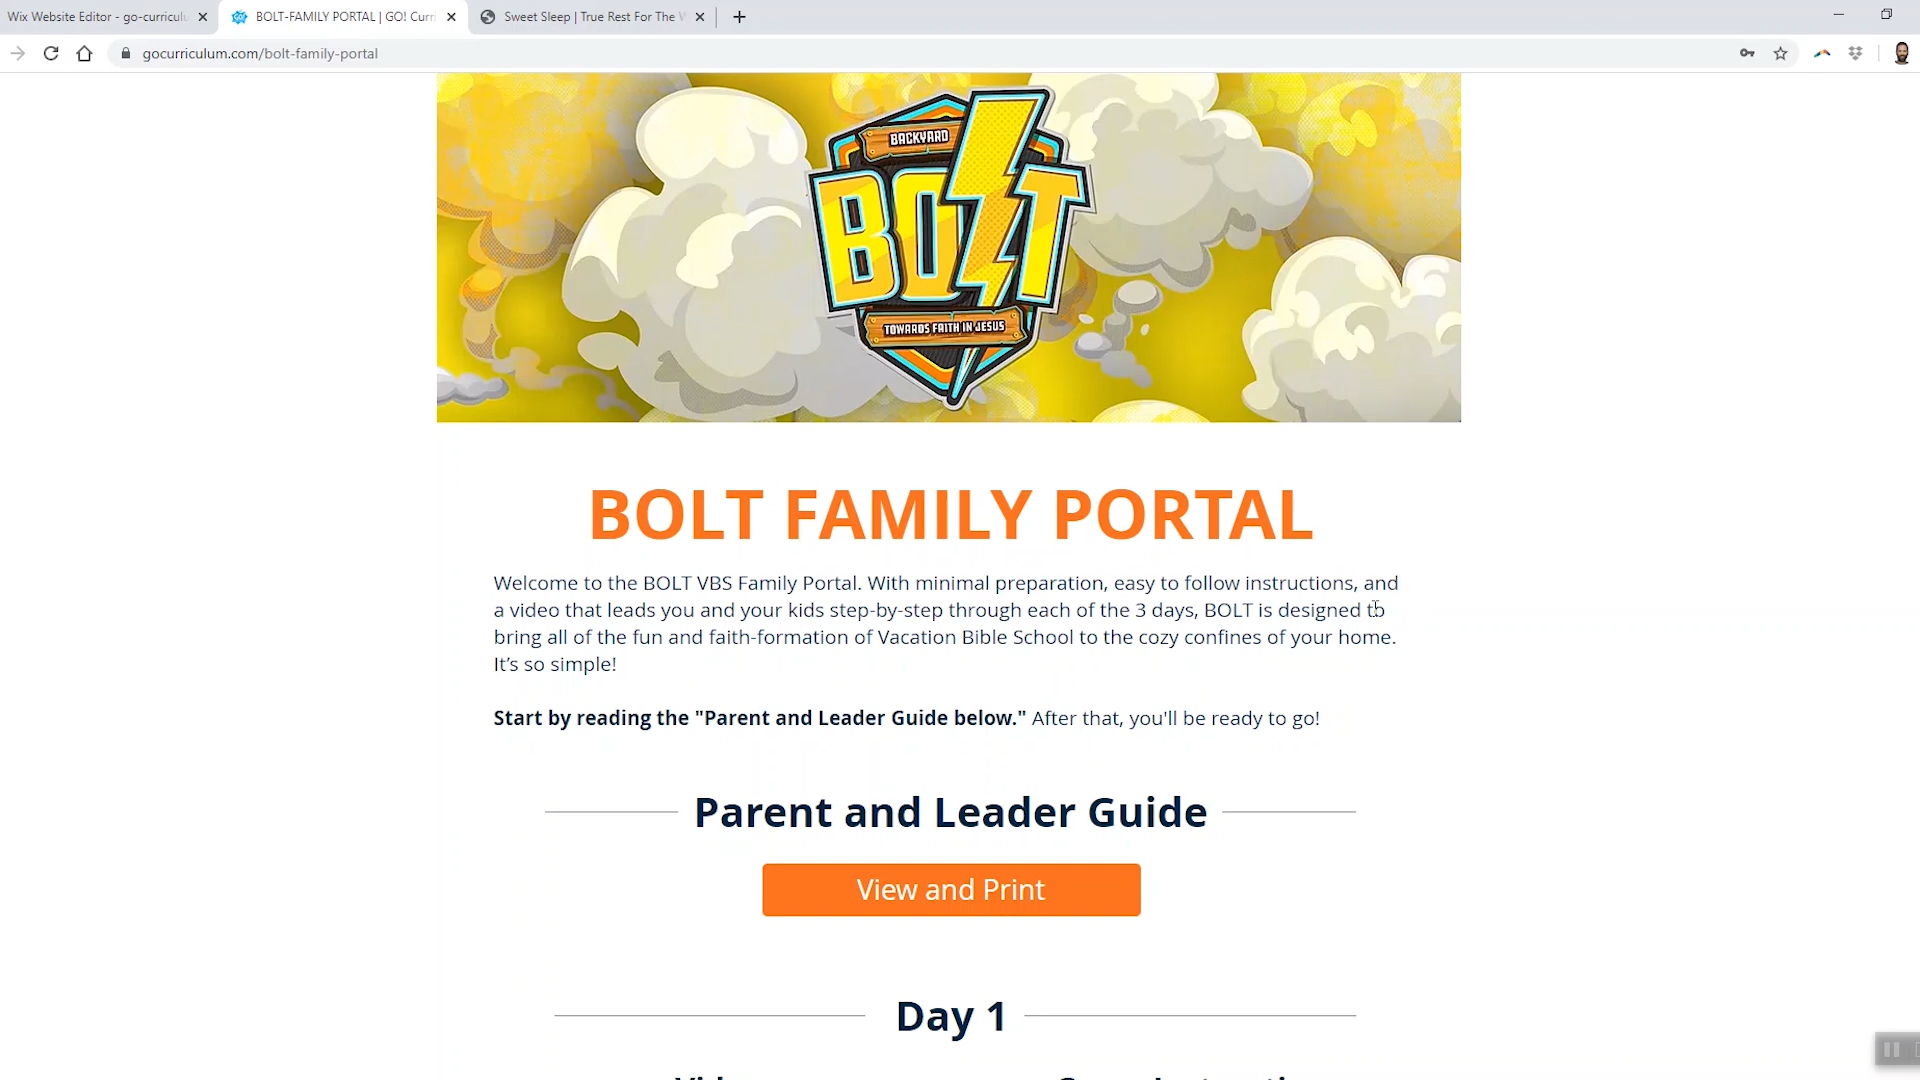 Wix Website Editor - go-curricul
BOLT-FAMILY PORTAL | GO! Curri
Sweet Sleep | True Rest For The
gocurriculum.com/bolt-family-portal
BACKYARD
BOLT
TOWARDS FAITH IN JESUS
BOLT FAMILY PORTAL
Welcome to the BOLT VBS Family Portal. With minimal preparation, easy to follow instructions, and
a video that leads you and your kids step-by-step through each of the 3 days, BOLT is designed to
bring all of the fun and faith-formation of Vacation Bible School to the cozy confines of your home.
It's so simple!
Start by reading the "Parent and Leader Guide below." After that, you'll be ready to go!
Parent and Leader Guide
View and Print
Day 1